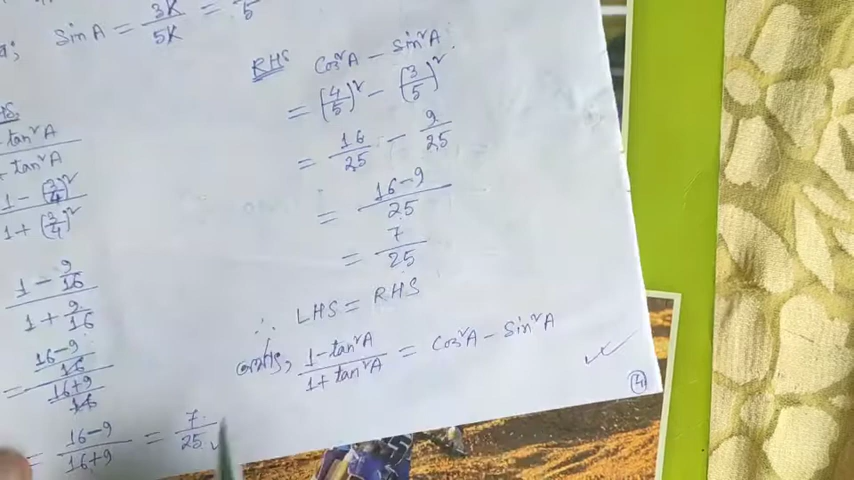 Sin A = 3K/5K =
LHS
tan²A / + tan²A
1 - (3/4)² / 1 + (3/4)²
1 - 9/16 / 1 + 9/16
= 16-9/16 / 16+9/16
= 16-9/16+9 = 7/25
RHS Cos²A - Sin²A
= (4/5)² - (3/5)²
= 16/25 - 9/25
= 16-9/25
= 7/25
∴ LHS = RHS
1-tan²A/1+tan²A = Cos²A - Sin²A
4